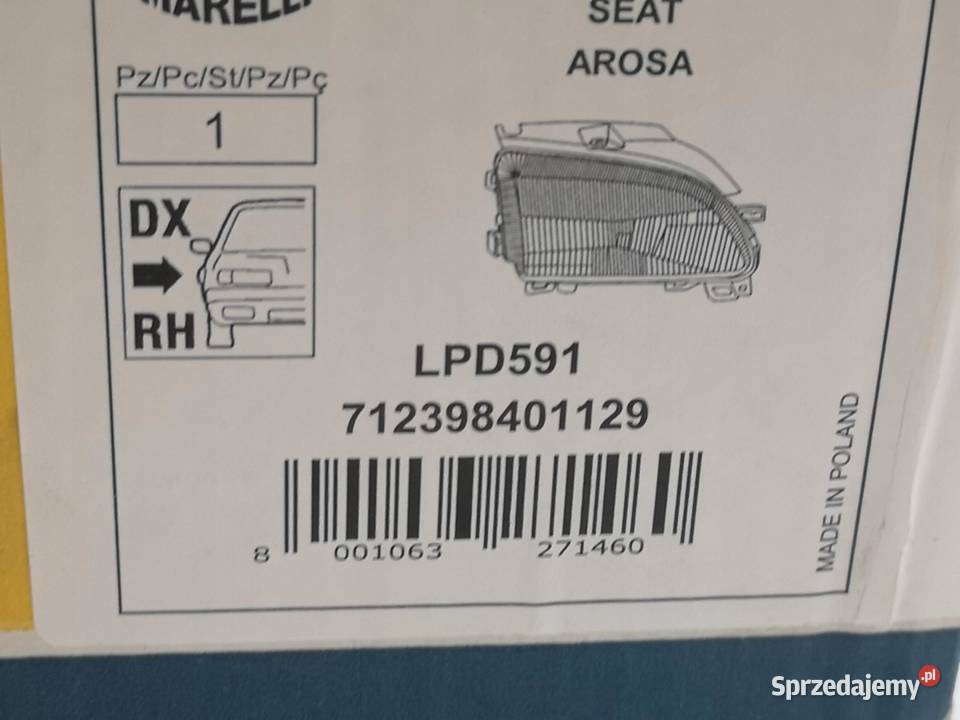 MARELLI
SEAT
AROSA
Pz/Pc/St/Pz/Pç
1
DX
RH
LPD591
712398401129
8 001063 271460
MADE IN POLAND
Sprzedajemy.pl